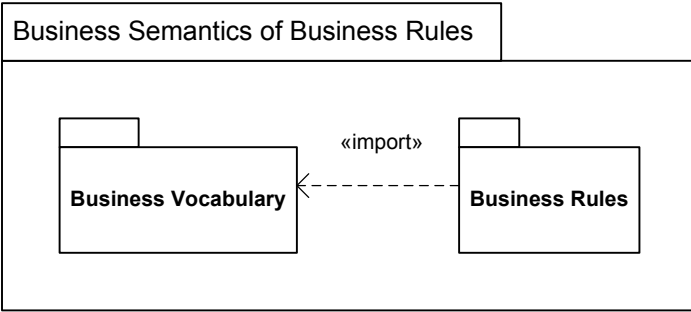 Business Semantics of Business Rules
«import»
Business Vocabulary
Business Rules